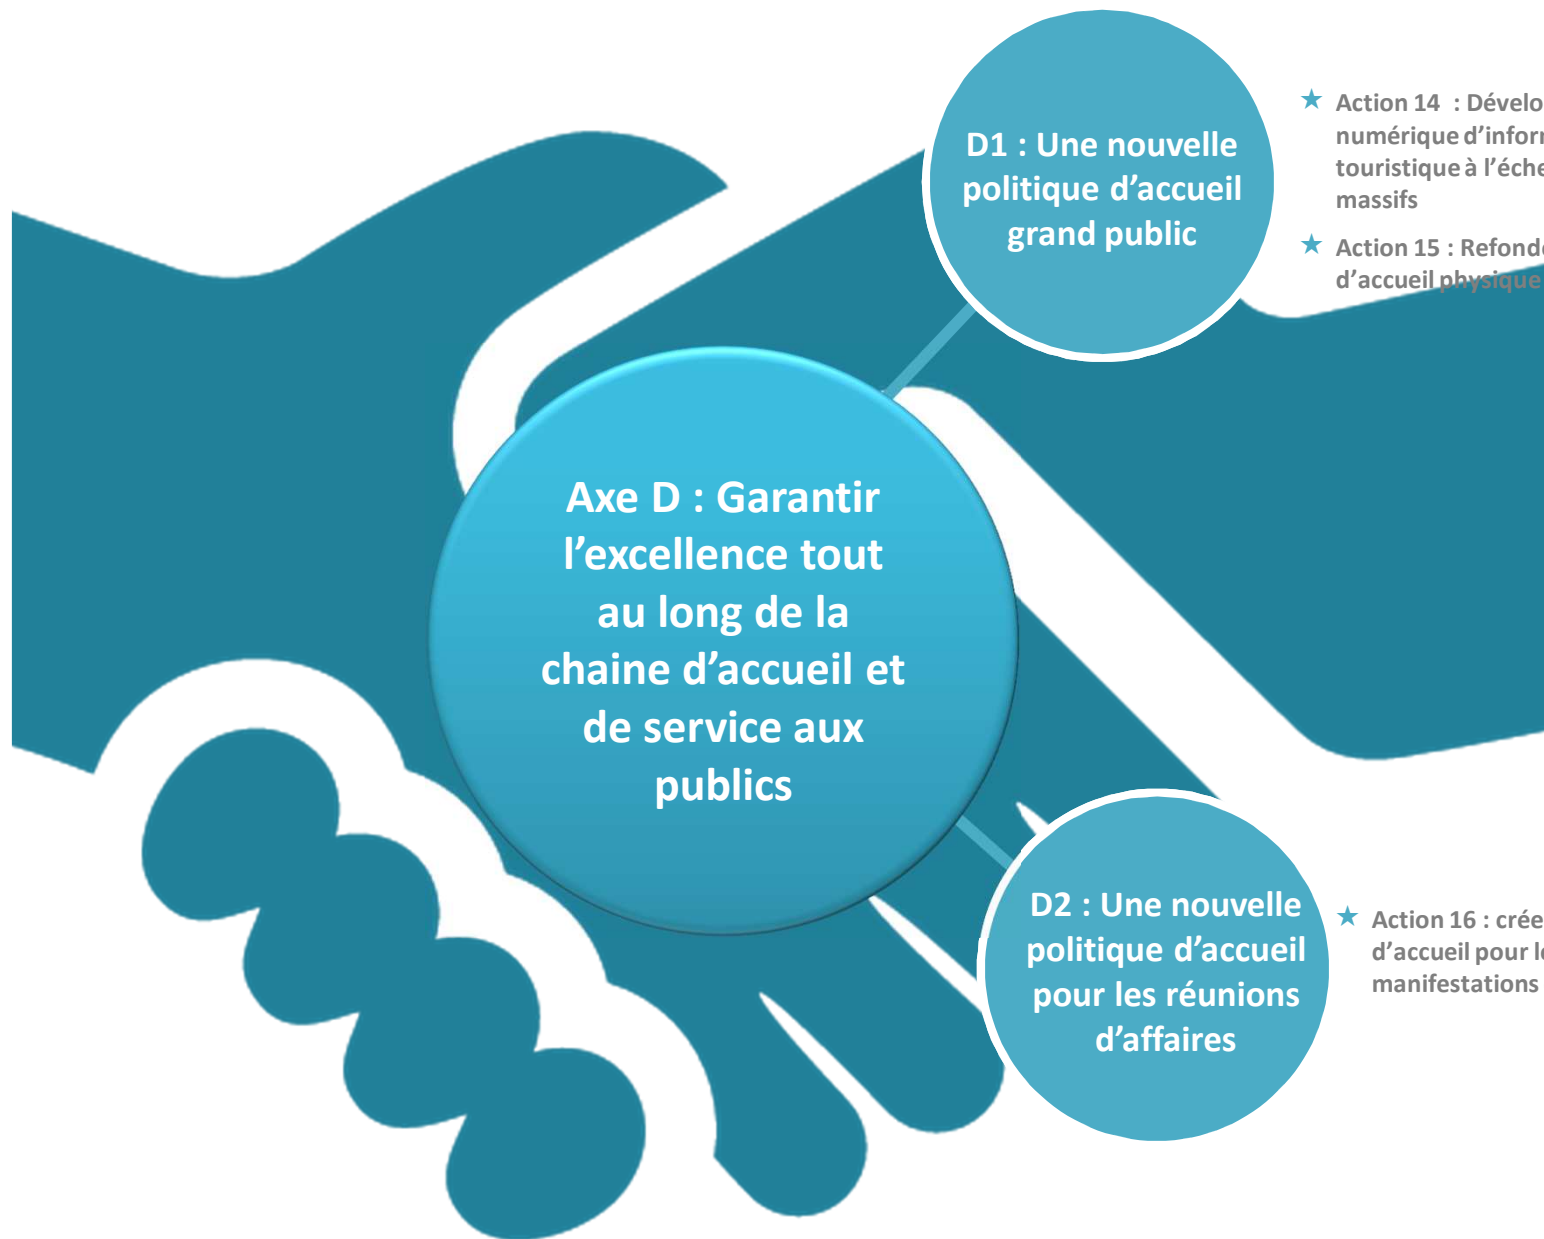 D1 : Une nouvelle
politique d’accueil
grand public
★ Action 14 : Dévelo
numérique d’infor
touristique à l’éche
massifs
★ Action 15 : Refond
d’accueil physique
Axe D : Garantir
l’excellence tout
au long de la
chaine d’accueil et
de service aux
publics
D2 : Une nouvelle
politique d’accueil
pour les réunions
d’affaires
★ Action 16 : crée
d’accueil pour l
manifestations